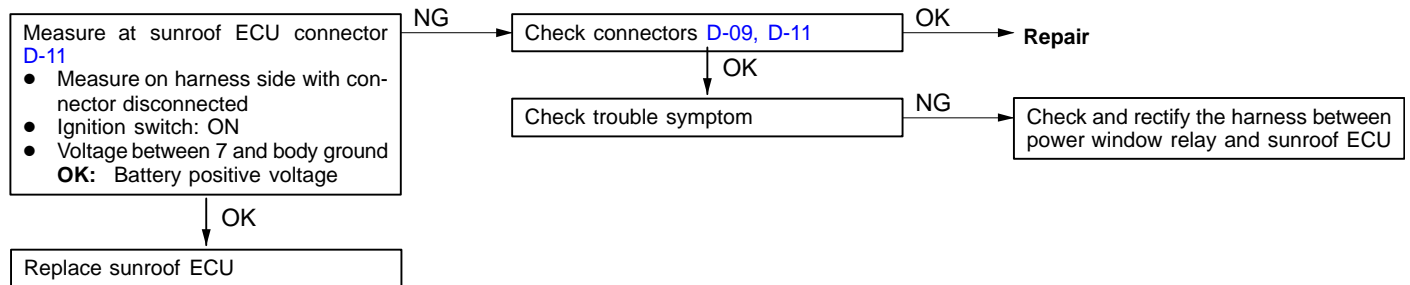 Measure at sunroof ECU connector
D-11
● Measure on harness side with con-
nector disconnected
● Ignition switch: ON
● Voltage between 7 and body ground
OK: Battery positive voltage
NG
Check connectors D-09, D-11
OK
Repair
OK
Check trouble symptom
NG
Check and rectify the harness between
power window relay and sunroof ECU
OK
Replace sunroof ECU